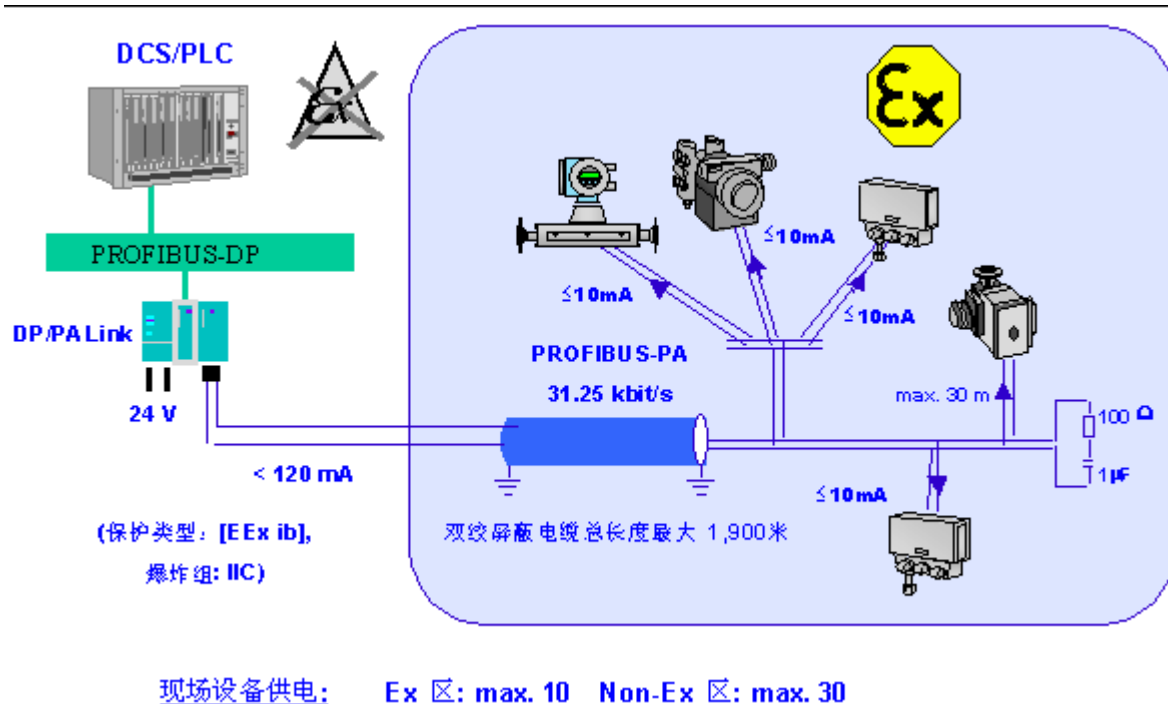 DCS/PLC
εx
εx
PROFIBUS-DP
DP/PA Link
24 V
< 120 mA
(保护类型: [EEx ib],
爆炸组: IIC)
≤10mA
≤10mA
≤10mA
PROFIBUS-PA
31.25 kbit/s
max. 30 m
100 Ω
1μF
≤10mA
双绞屏蔽电缆总长度最大 1,900米
现场设备供电: Ex 区: max. 10 Non-Ex 区: max. 30